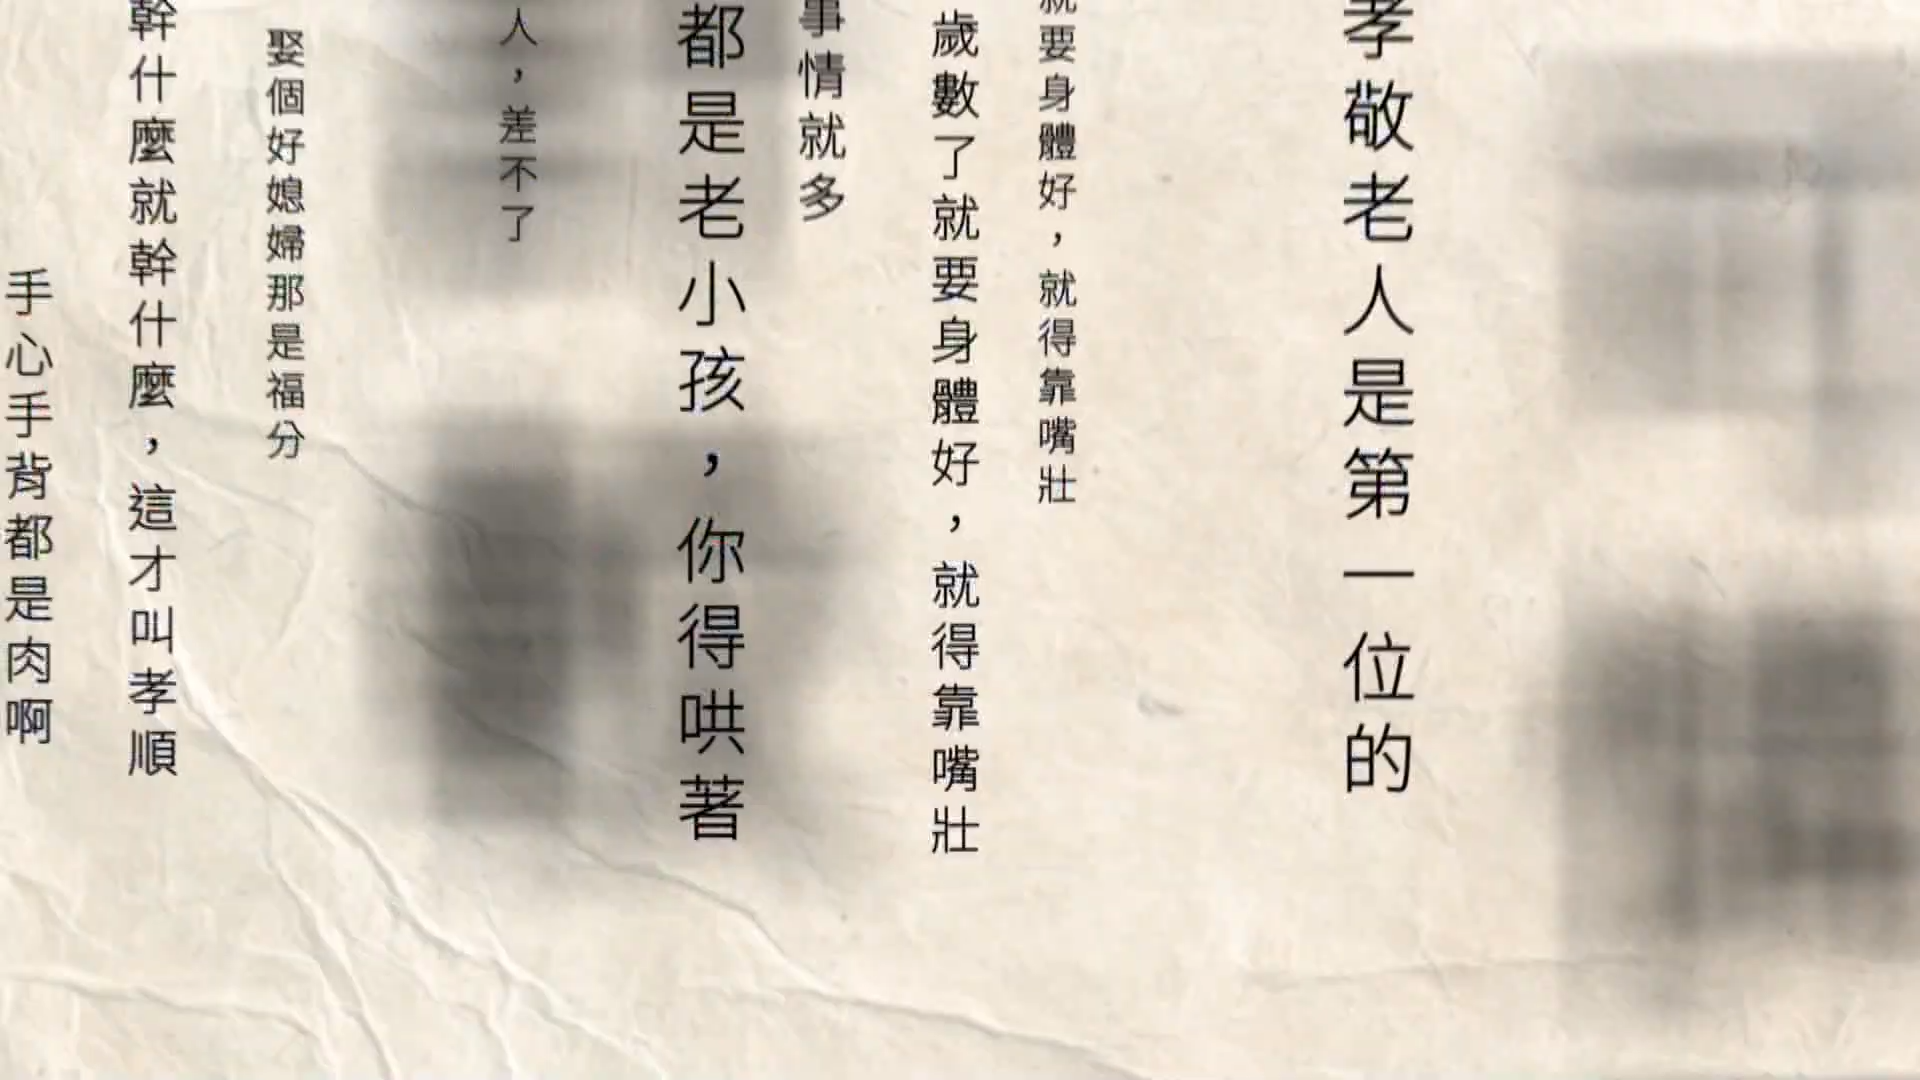 孝敬老人是第一位的
就要身體好，就得靠嘴壯
歲數了就要身體好，就得靠嘴壯
事情就多
都是老小孩，你得哄著
人，差不了
娶個好媳婦那是福分
幹什麼就幹什麼，這才叫孝順
手心手背都是肉啊